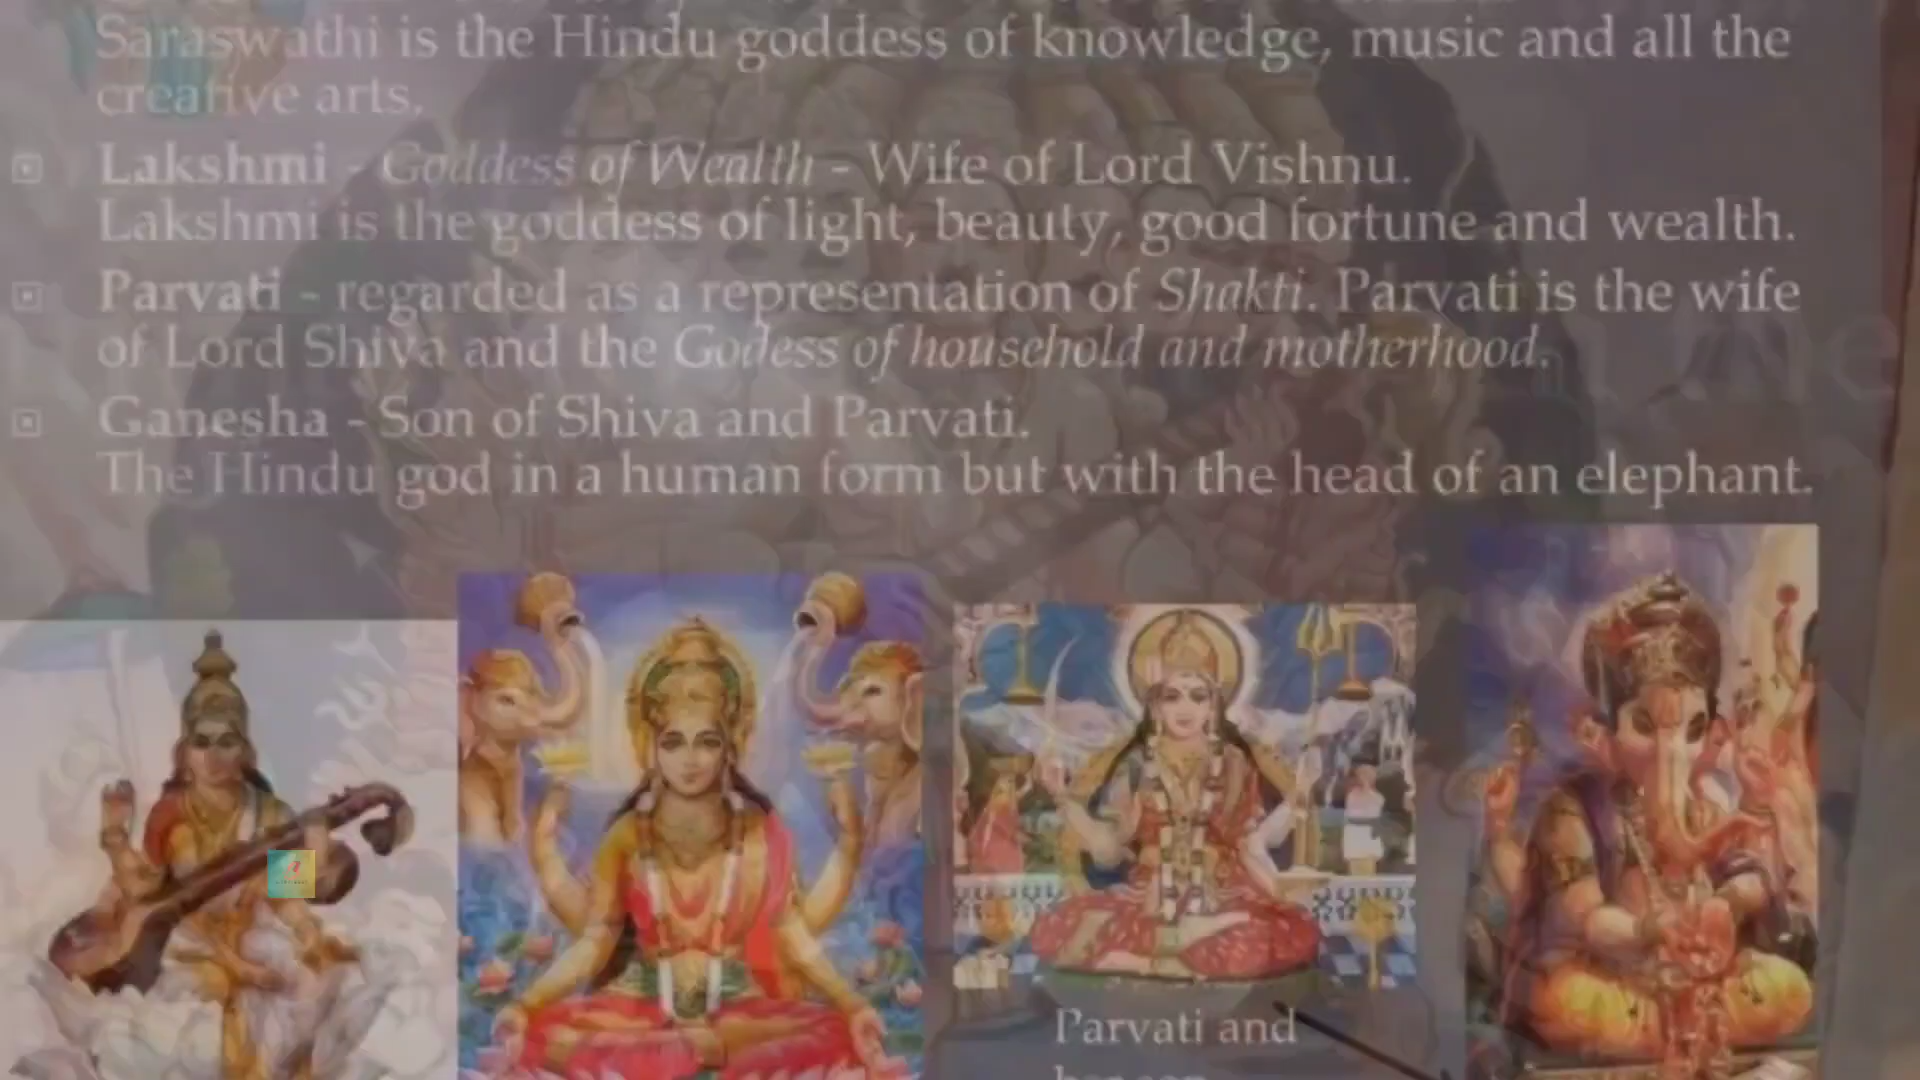 Saraswathi is the Hindu goddess of knowledge, music and all the
creative arts.
Lakshmi - Goddess of Wealth - Wife of Lord Vishnu.
Lakshmi is the goddess of light, beauty, good fortune and wealth.
Parvati - regarded as a representation of Shakti. Parvati is the wife
of Lord Shiva and the Godess of household and motherhood.
Ganesha - Son of Shiva and Parvati.
The Hindu god in a human form but with the head of an elephant.
Parvati and
her son